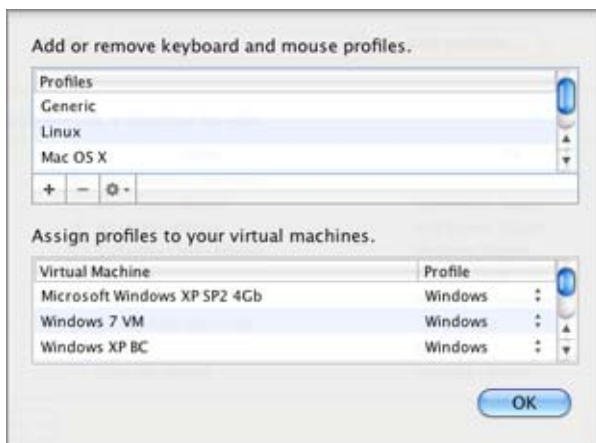 Add or remove keyboard and mouse profiles.
Profiles
Generic
Linux
Mac OS X
Assign profiles to your virtual machines.
Virtual Machine Profile
Microsoft Windows XP SP2 4Gb Windows
Windows 7 VM Windows
Windows XP BC Windows
OK